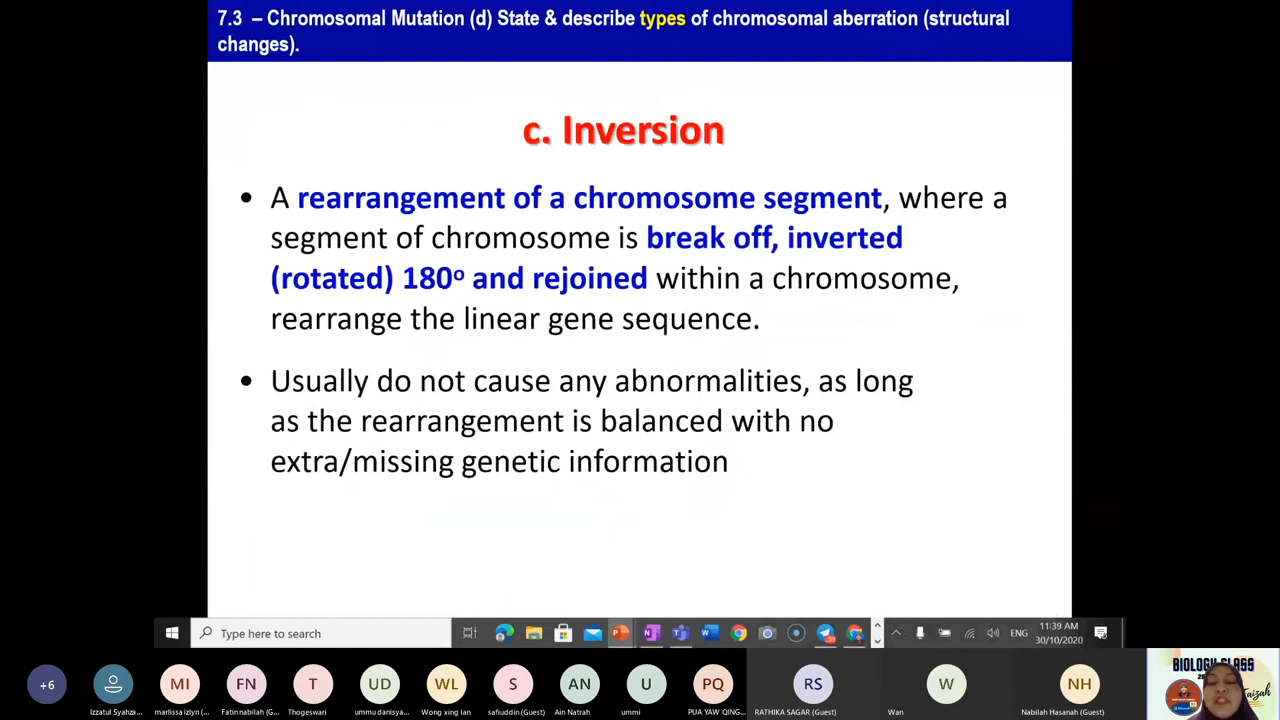 7.3 – Chromosomal Mutation (d) State & describe types of chromosomal aberration (structural
changes).
c. Inversion
• A rearrangement of a chromosome segment, where a
segment of chromosome is break off, inverted
(rotated) 180º and rejoined within a chromosome,
rearrange the linear gene sequence.
• Usually do not cause any abnormalities, as long
as the rearrangement is balanced with no
extra/missing genetic information
Type here to search
ENG
11:39 AM
30/10/2020
+6
MI
FN
T
UD
WL
S
AN
U
PQ
RS
W
NH
Izzatul Syahza...
marlissa izlyn (...
Fatin nabilah (G...
Thogeswari
ummu danisya...
Wong xing lan
safiuddin (Guest)
Ain Natrah
ummi
PUA YAW QING...
RATHIKA SAGAR (Guest)
Wan
Nabilah Hasanah (Guest)
BIOLOGY CLASS